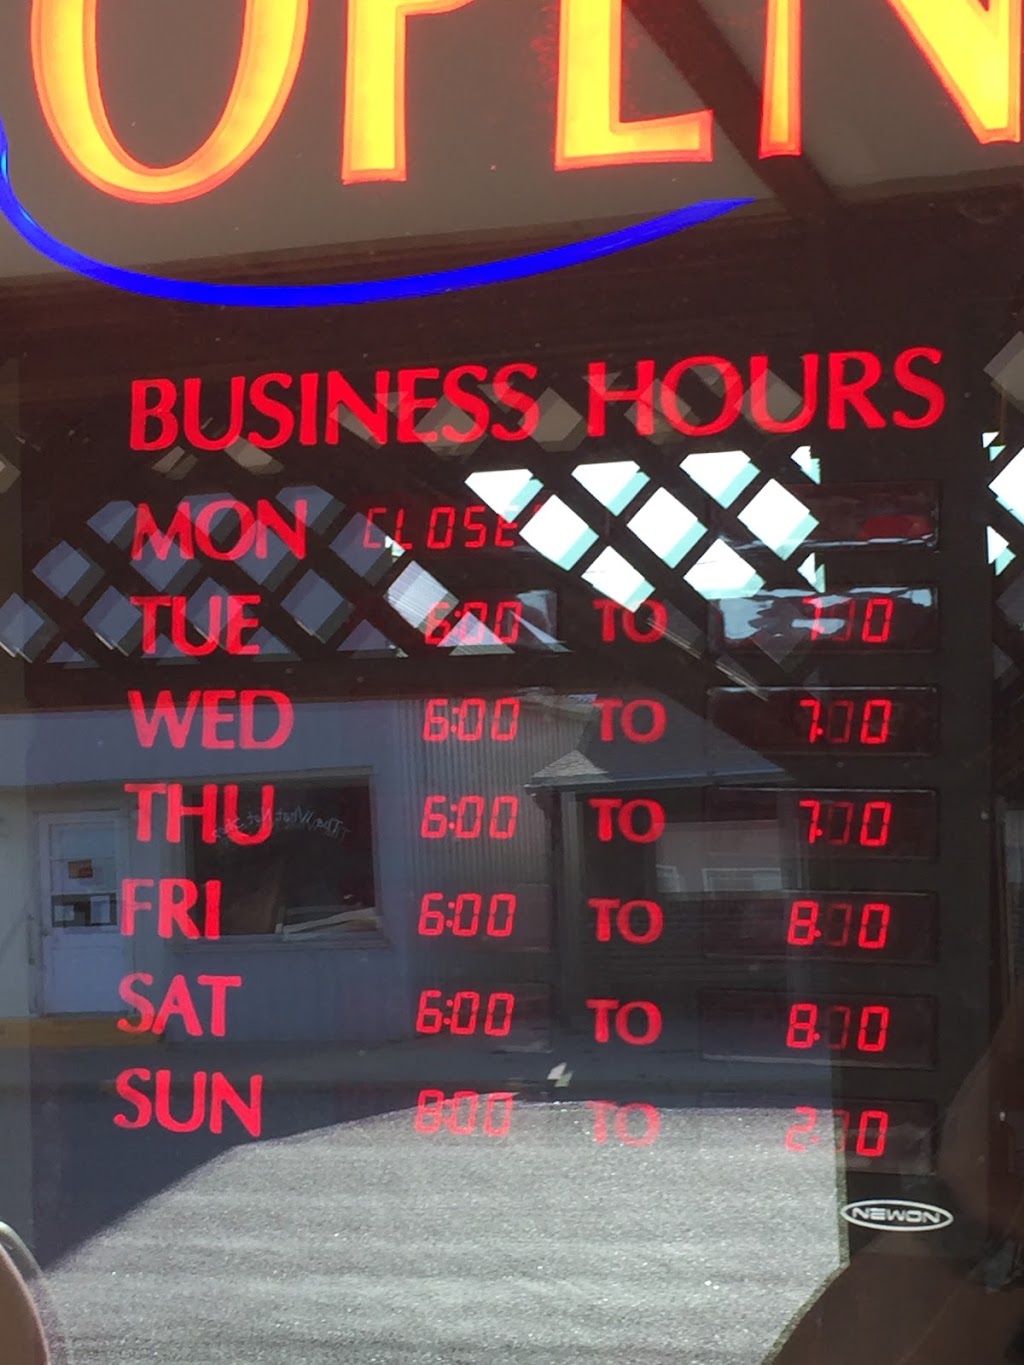 OPEN
BUSINESS HOURS
MON CLOSE
TUE 6:00 TO 7:00
WED 6:00 TO 7:00
THU 6:00 TO 7:00
FRI 6:00 TO 8:00
SAT 6:00 TO 8:00
SUN 8:00 TO 2:00
NEWON